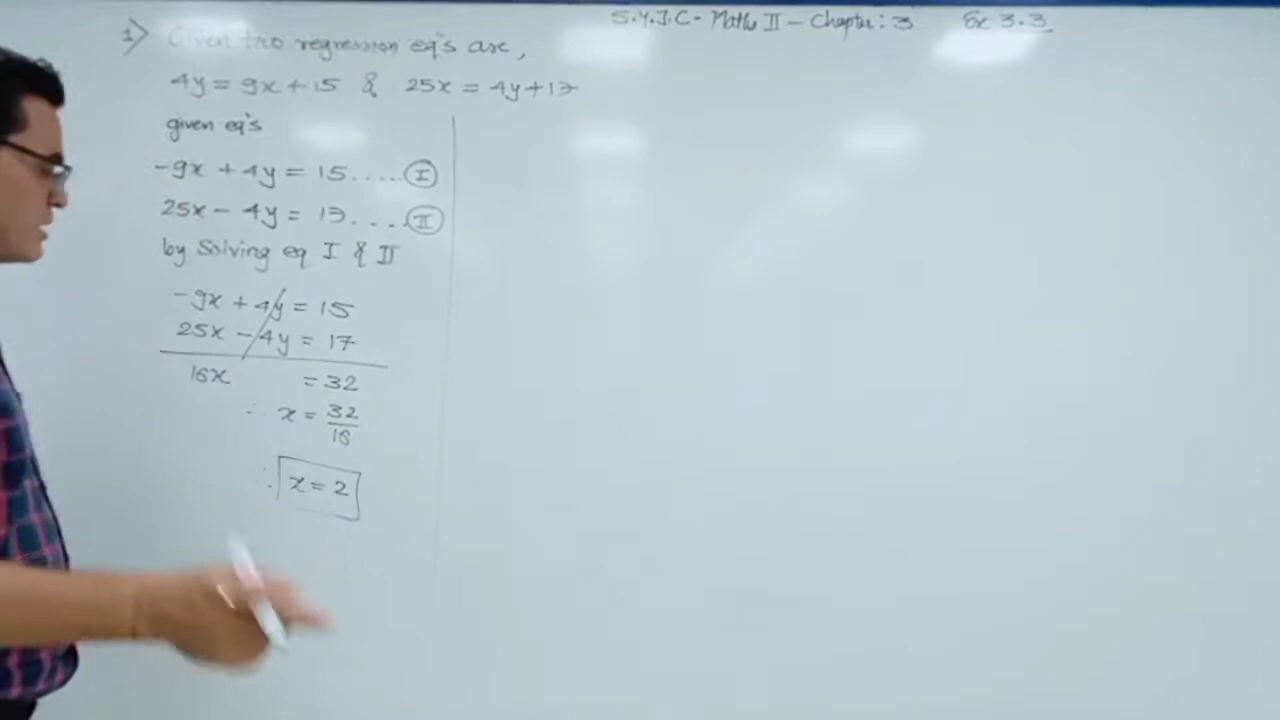 S.Y.J.C - Maths II - Chapter : 3 Ex 3.3.
1) Given two regression eq's are,
4y = 9x + 15 & 25x = 4y + 17
given eq's
-9x + 4y = 15 ..... I
25x - 4y = 17 .... II
by Solving eq I & II
-9x + 4y = 15
25x - 4y = 17
16x = 32
∴ x = 32/16
∴ x = 2